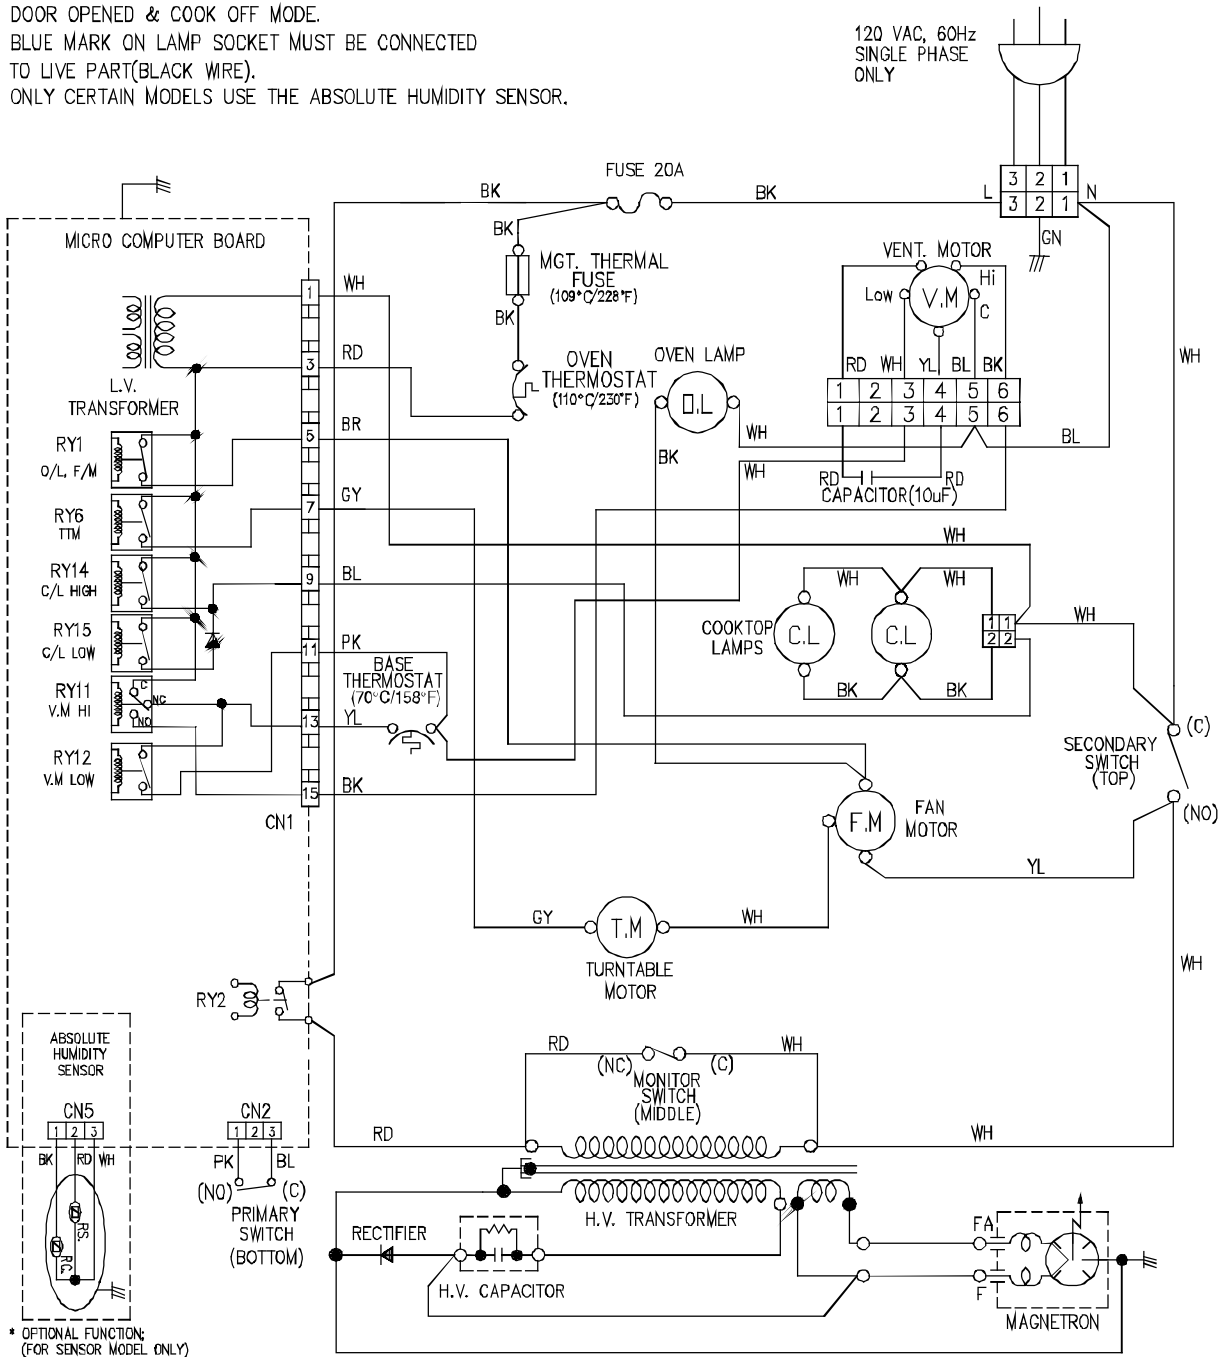 DOOR OPENED & COOK OFF MODE.
BLUE MARK ON LAMP SOCKET MUST BE CONNECTED
TO LIVE PART(BLACK WIRE).
ONLY CERTAIN MODELS USE THE ABSOLUTE HUMIDITY SENSOR.
120 VAC, 60Hz
SINGLE PHASE
ONLY
FUSE 20A
BK
BK
L
3 2 1
3 2 1
N
GN
MICRO COMPUTER BOARD
BK
MGT. THERMAL
FUSE
(109°C/228°F)
BK
VENT. MOTOR
Low
V.M
Hi
C
WH
1
RD
3
L.V.
TRANSFORMER
OVEN
THERMOSTAT
(110°C/230°F)
OVEN LAMP
O.L
RD WH YL BL BK
1 2 3 4 5 6
1 2 3 4 5 6
WH
RY1
O/L, F/M
5
BR
WH
BK
WH
BL
RD
RD
CAPACITOR(10uF)
RY6
TTM
7
GY
WH
RY14
C/L HIGH
9
BL
WH
WH
RY15
C/L LOW
COOKTOP
LAMPS
C.L
C.L
1 1
2 2
WH
11
PK
BASE
THERMOSTAT
(70°C/158°F)
BK
BK
RY11
V.M HI
C
NC
NO
13
YL
(C)
SECONDARY
SWITCH
(TOP)
(NO)
RY12
V.M LOW
15
BK
CN1
F.M
FAN
MOTOR
YL
GY
T.M
WH
TURNTABLE
MOTOR
WH
RY2
ABSOLUTE
HUMIDITY
SENSOR
RD
WH
(NC)
(C)
MONITOR
SWITCH
(MIDDLE)
CN5
1 2 3
CN2
1 2 3
RD
WH
BK RD WH
PK
BL
(NO)
(C)
PRIMARY
SWITCH
(BOTTOM)
RS.
RC.
H.V. TRANSFORMER
RECTIFIER
H.V. CAPACITOR
FA
F
MAGNETRON
* OPTIONAL FUNCTION;
(FOR SENSOR MODEL ONLY)